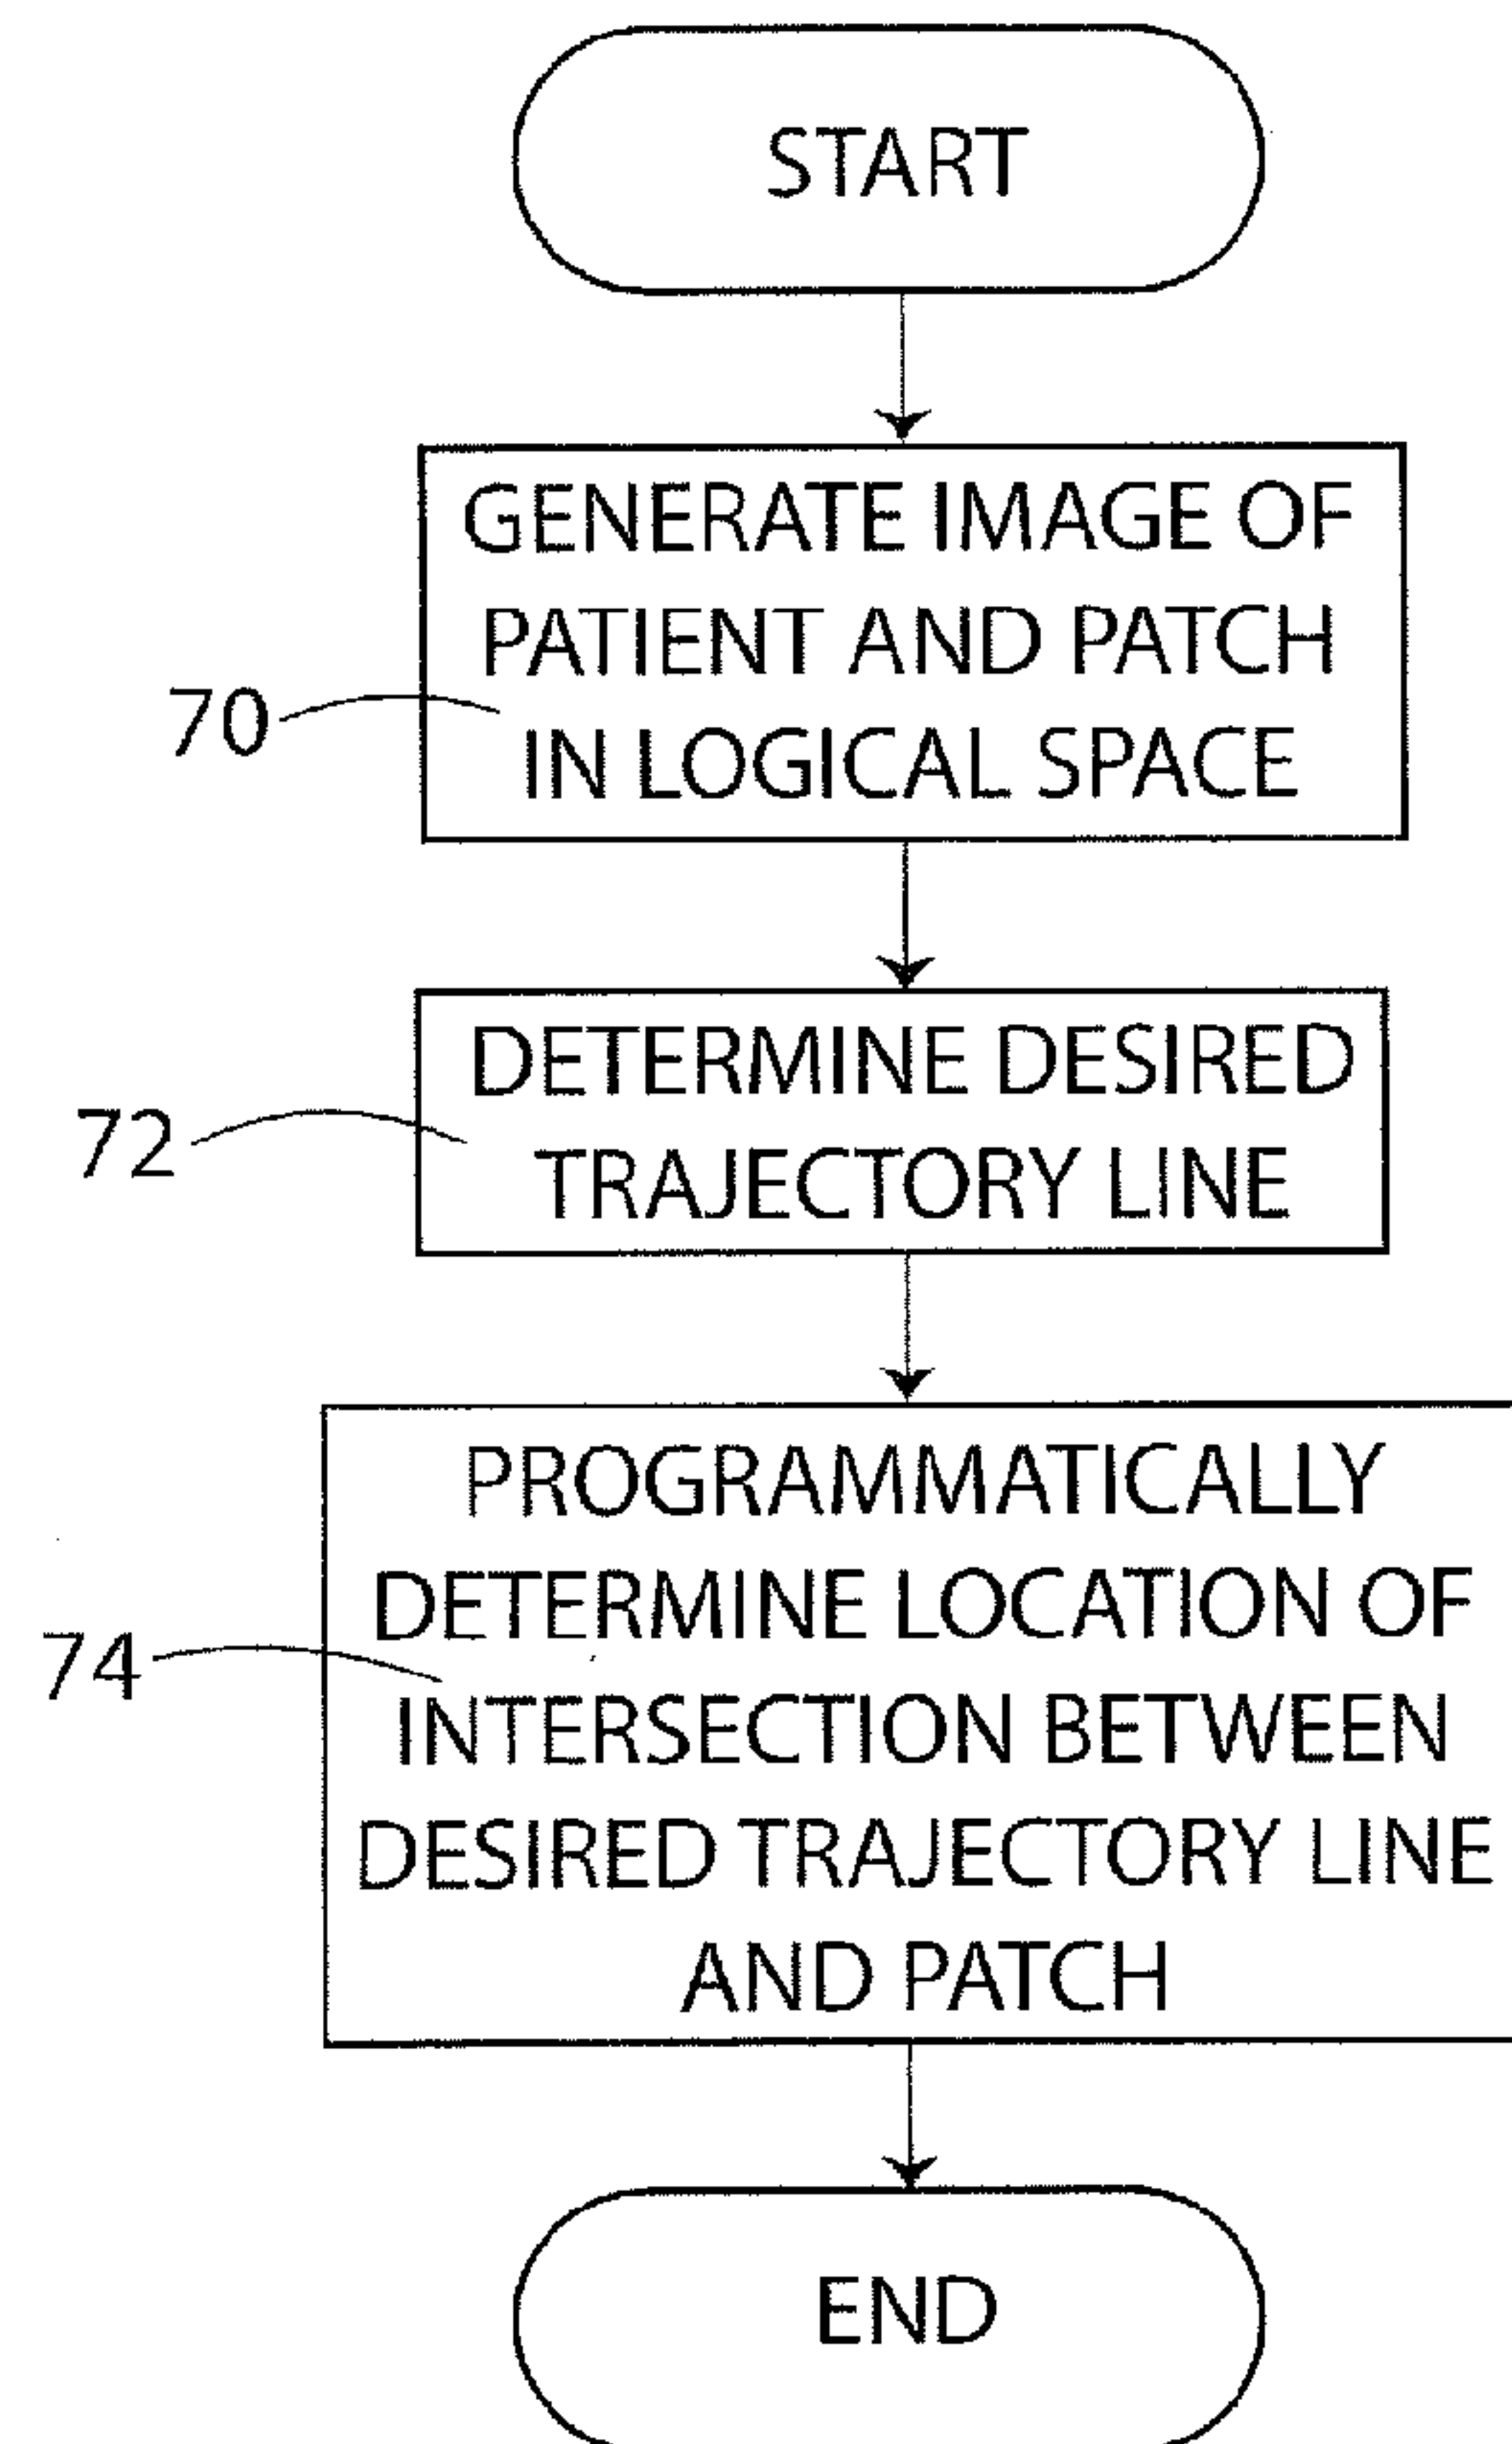 START
GENERATE IMAGE OF
PATIENT AND PATCH
70
IN LOGICAL SPACE
DETERMINE DESIRED
72
TRAJECTORY LINE
PROGRAMMATICALLY
DETERMINE LOCATION OF
74
INTERSECTION BETWEEN
DESIRED TRAJECTORY LINE
AND PATCH
END